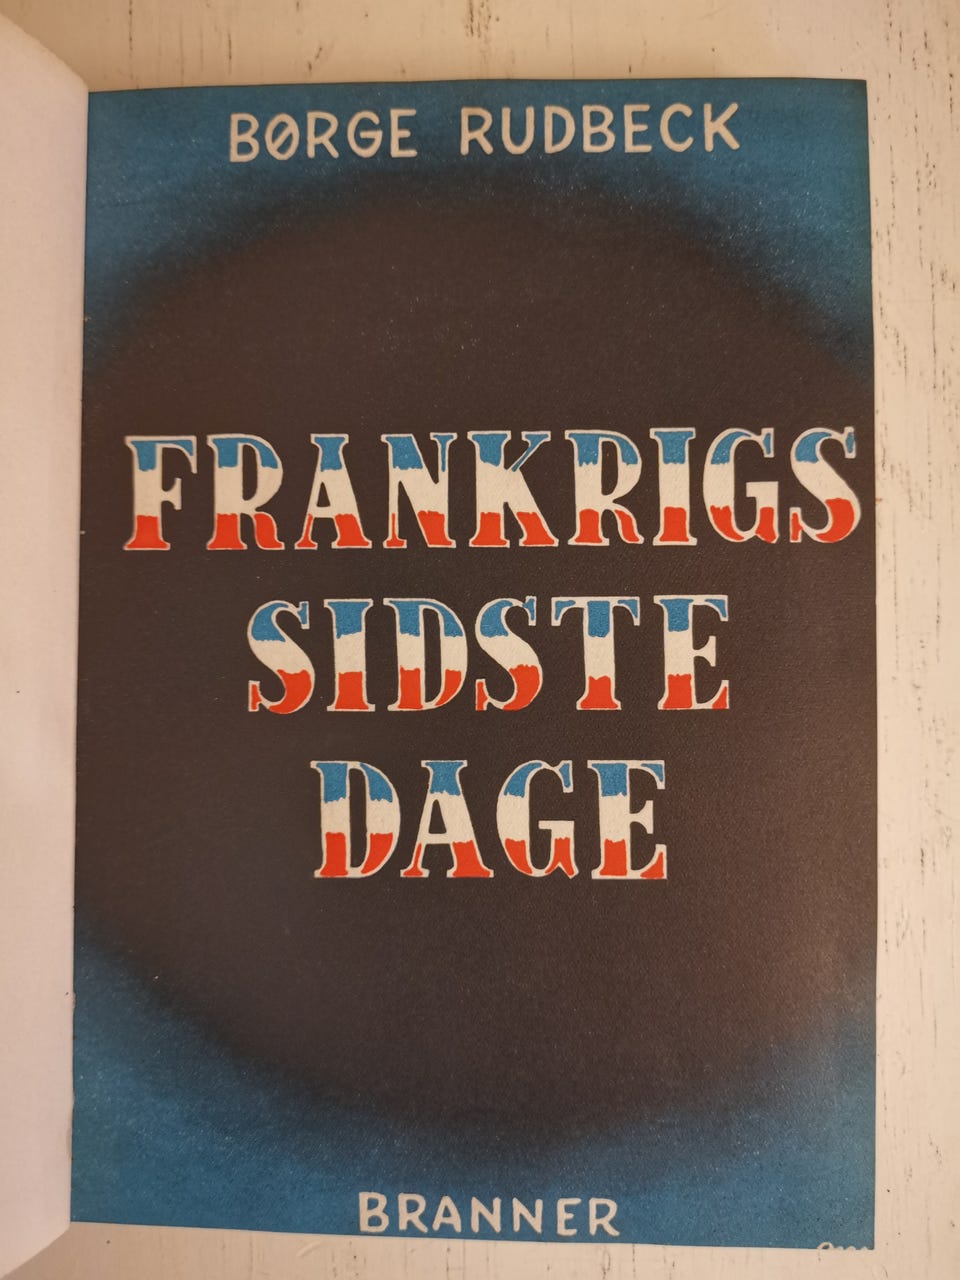 BØRGE RUDBECK
FRANKRIGS
SIDSTE
DAGE
BRANNER